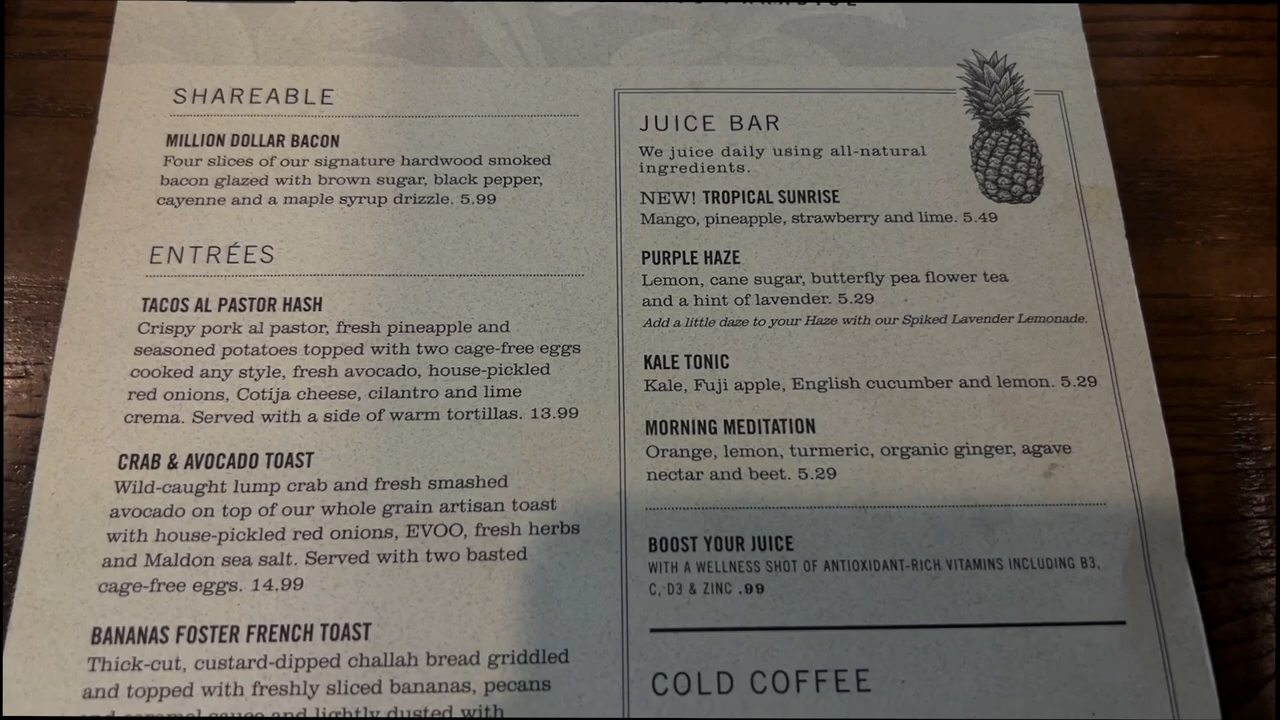 SHAREABLE
MILLION DOLLAR BACON
Four slices of our signature hardwood smoked
bacon glazed with brown sugar, black pepper,
cayenne and a maple syrup drizzle. 5.99
ENTRÉES
TACOS AL PASTOR HASH
Crispy pork al pastor, fresh pineapple and
seasoned potatoes topped with two cage-free eggs
cooked any style, fresh avocado, house-pickled
red onions, Cotija cheese, cilantro and lime
crema. Served with a side of warm tortillas. 13.99
CRAB & AVOCADO TOAST
Wild-caught lump crab and fresh smashed
avocado on top of our whole grain artisan toast
with house-pickled red onions, EVOO, fresh herbs
and Maldon sea salt. Served with two basted
cage-free eggs. 14.99
BANANAS FOSTER FRENCH TOAST
Thick-cut, custard-dipped challah bread griddled
and topped with freshly sliced bananas, pecans
and caramel sauce and lightly dusted with
JUICE BAR
We juice daily using all-natural
ingredients.
NEW! TROPICAL SUNRISE
Mango, pineapple, strawberry and lime. 5.49
PURPLE HAZE
Lemon, cane sugar, butterfly pea flower tea
and a hint of lavender. 5.29
Add a little daze to your Haze with our Spiked Lavender Lemonade.
KALE TONIC
Kale, Fuji apple, English cucumber and lemon. 5.29
MORNING MEDITATION
Orange, lemon, turmeric, organic ginger, agave
nectar and beet. 5.29
BOOST YOUR JUICE
WITH A WELLNESS SHOT OF ANTIOXIDANT-RICH VITAMINS INCLUDING B3,
C, D3 & ZINC .99
COLD COFFEE